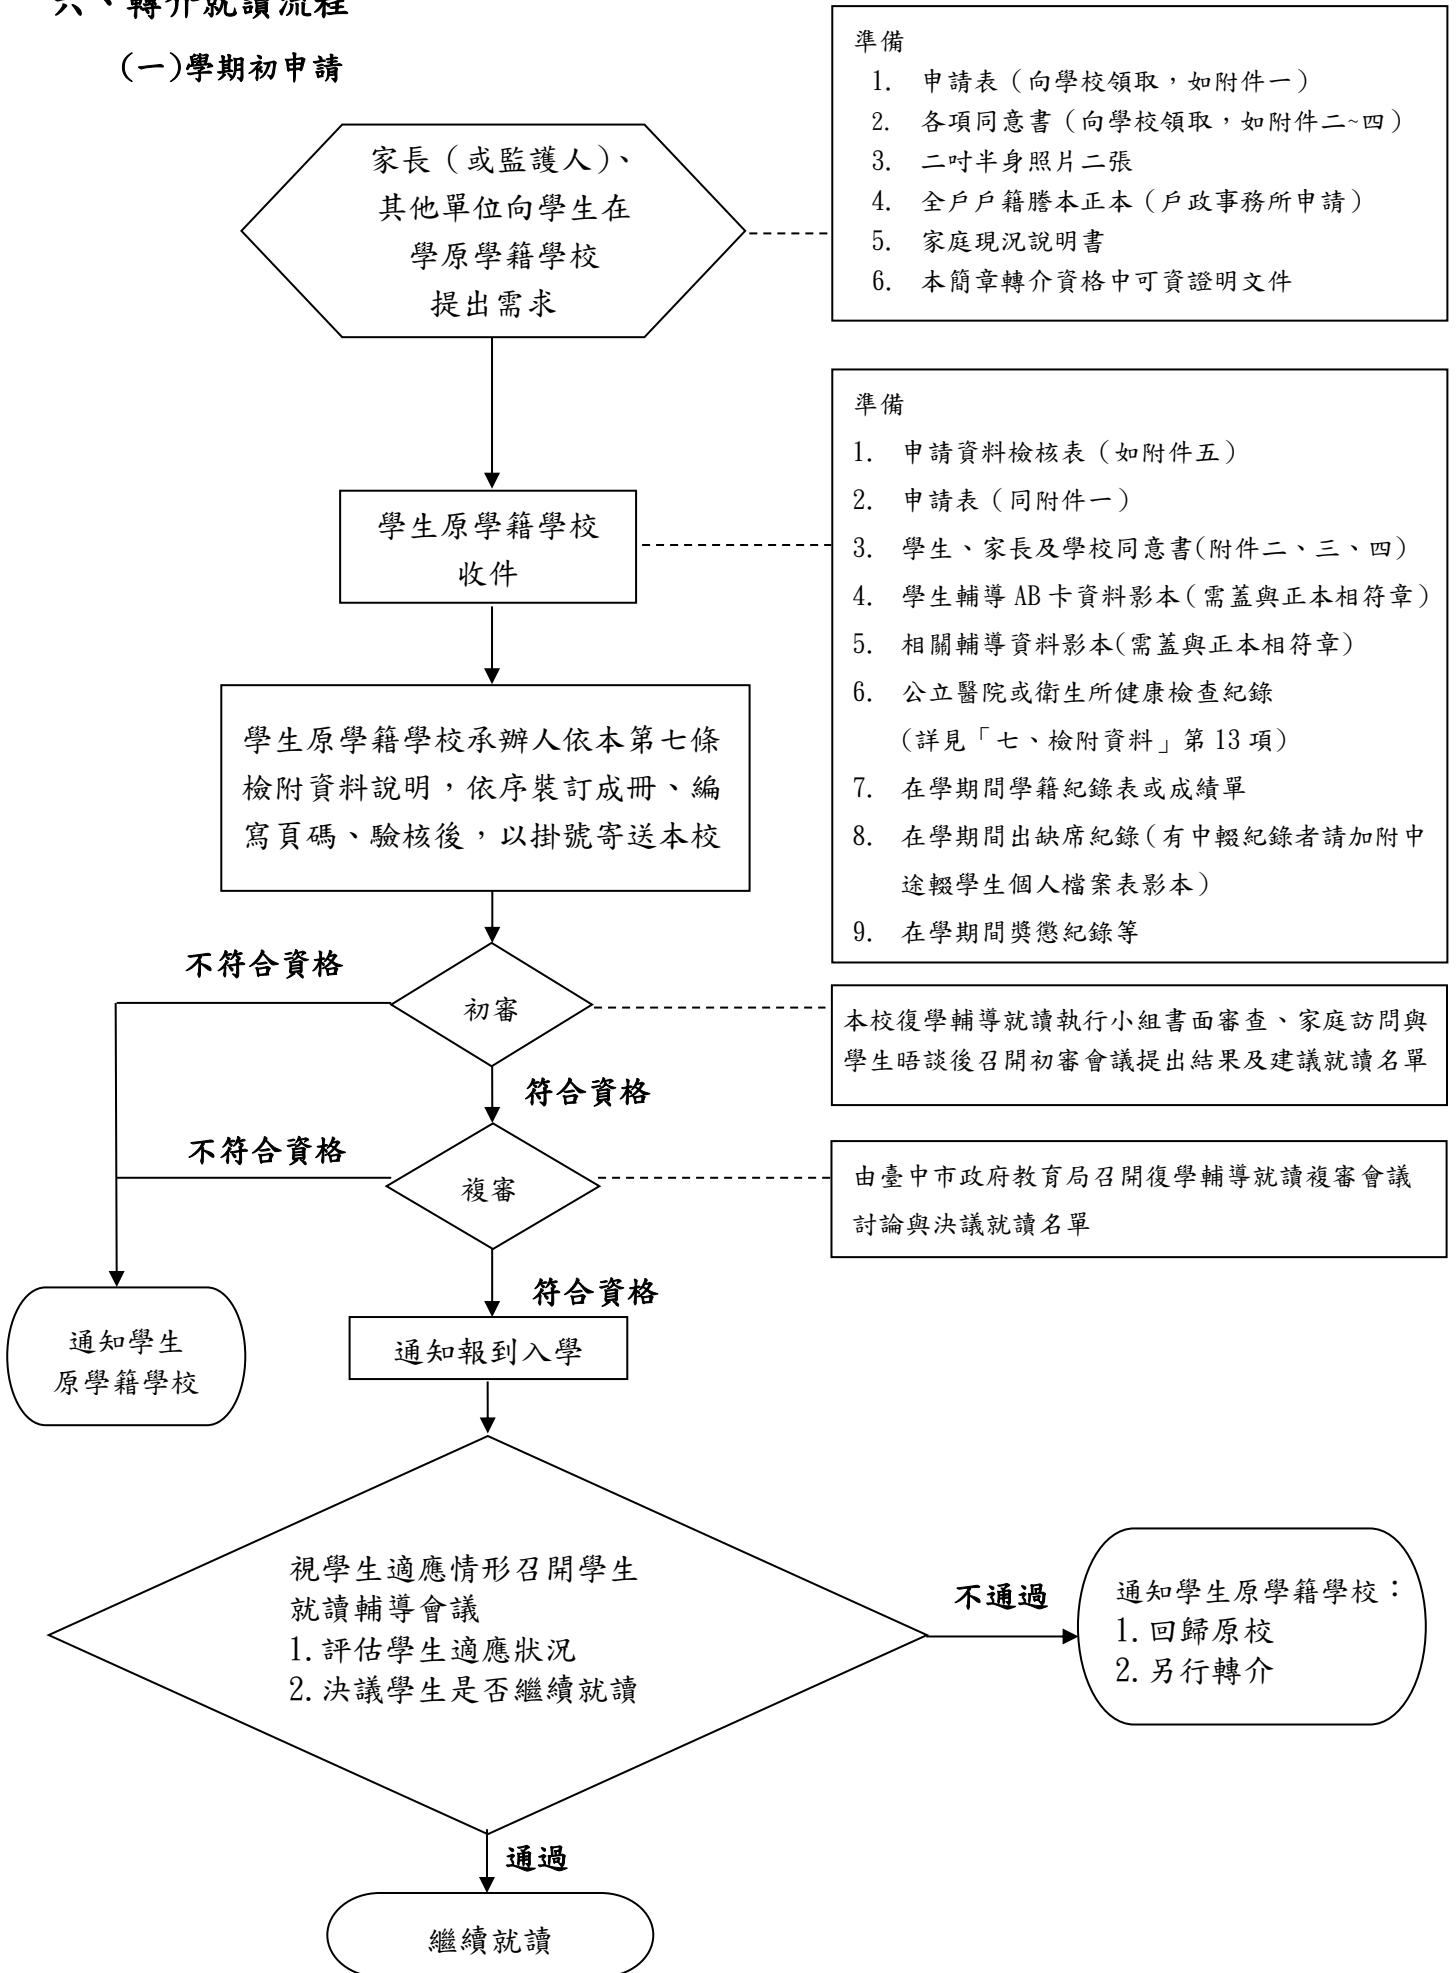 六、轉介就讀流程
(一)學期初申請
家長（或監護人）、
其他單位向學生在
學原學籍學校
提出需求
準備
1. 申請表（向學校領取，如附件一）
2. 各項同意書（向學校領取，如附件二~四）
3. 二吋半身照片二張
4. 全戶戶籍謄本正本（戶政事務所申請）
5. 家庭現況說明書
6. 本簡章轉介資格中可資證明文件
學生原學籍學校
收件
準備
1. 申請資料檢核表（如附件五）
2. 申請表（同附件一）
3. 學生、家長及學校同意書(附件二、三、四)
4. 學生輔導 AB 卡資料影本(需蓋與正本相符章)
5. 相關輔導資料影本(需蓋與正本相符章)
6. 公立醫院或衛生所健康檢查紀錄
(詳見「七、檢附資料」第 13 項)
7. 在學期間學籍紀錄表或成績單
8. 在學期間出缺席紀錄(有中輟紀錄者請加附中
途輟學生個人檔案表影本)
9. 在學期間獎懲紀錄等
學生原學籍學校承辦人依本第七條
檢附資料說明，依序裝訂成冊、編
寫頁碼、驗核後，以掛號寄送本校
不符合資格
初審
本校復學輔導就讀執行小組書面審查、家庭訪問與
學生晤談後召開初審會議提出結果及建議就讀名單
符合資格
不符合資格
複審
由臺中市政府教育局召開復學輔導就讀複審會議
討論與決議就讀名單
符合資格
通知學生
原學籍學校
通知報到入學
視學生適應情形召開學生
就讀輔導會議
1.評估學生適應狀況
2.決議學生是否繼續就讀
不通過
通知學生原學籍學校：
1.回歸原校
2.另行轉介
通過
繼續就讀